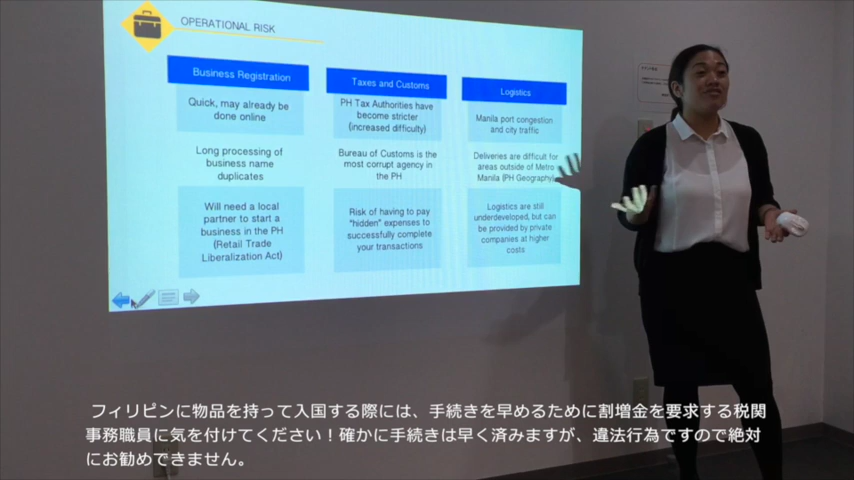 OPERATIONAL RISK
Business Registration
Quick, may already be
done online
Long processing of
business name
duplicates
Will need a local
partner to start a
business in the PH
(Retail Trade
Liberalization Act)
Taxes and Customs
PH Tax Authorities have
become stricter
(increased difficulty)
Bureau of Customs is the
most corrupt agency in
the PH
Risk of having to pay
"hidden" expenses to
successfully complete
your transactions
Logistics
Manila port congestion
and city traffic
Deliveries are difficult for
areas outside of Metro
Manila (PH Geography)
Logistics are still
underdeveloped, but can
be provided by private
companies at higher
costs
フィリピンに物品を持って入国する際には、手続きを早めるために割増金を要求する税関
事務職員に気を付けてください！確かに手続きは早く済みますが、違法行為ですので絶対
にお勧めできません。